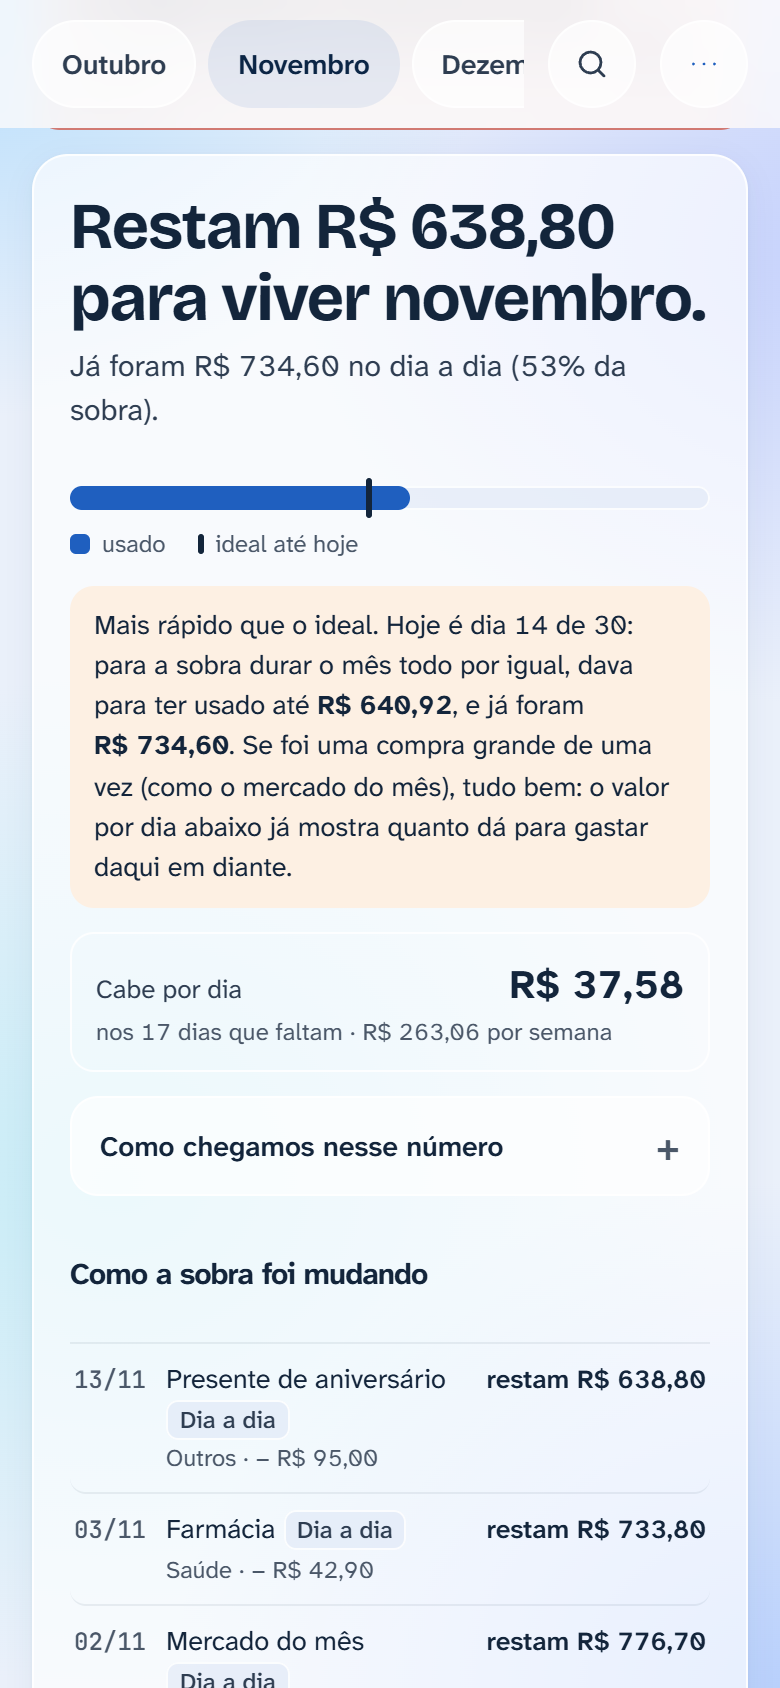 Outubro
Novembro
Dezem
...
Restam R$ 638,80
para viver novembro.
Já foram R$ 734,60 no dia a dia (53% da
sobra).
usado
ideal até hoje
Mais rápido que o ideal. Hoje é dia 14 de 30:
para a sobra durar o mês todo por igual, dava
para ter usado até R$ 640,92, e já foram
R$ 734,60. Se foi uma compra grande de uma
vez (como o mercado do mês), tudo bem: o valor
por dia abaixo já mostra quanto dá para gastar
daqui em diante.
Cabe por dia
R$ 37,58
nos 17 dias que faltam · R$ 263,06 por semana
Como chegamos nesse número
+
Como a sobra foi mudando
13/11
Presente de aniversário
restam R$ 638,80
Dia a dia
Outros · – R$ 95,00
03/11
Farmácia
Dia a dia
restam R$ 733,80
Saúde · – R$ 42,90
02/11
Mercado do mês
restam R$ 776,70
Dia a dia